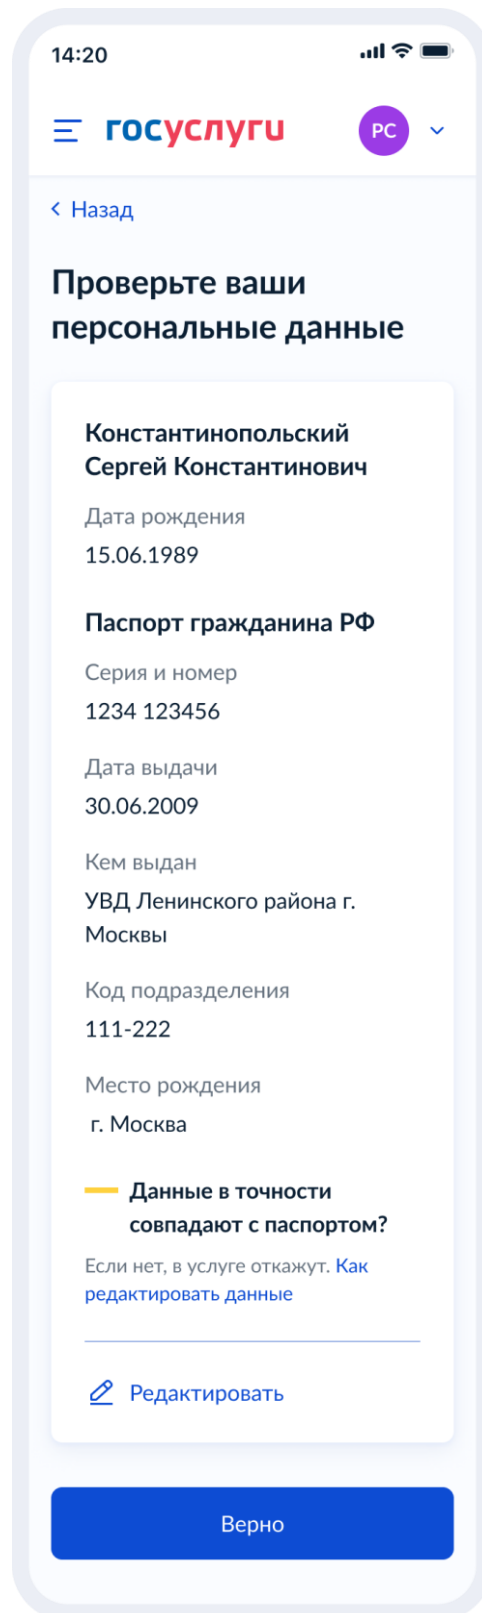 14:20
госуслуги
РС
Назад
Проверьте ваши
персональные данные
Константинопольский
Сергей Константинович
Дата рождения
15.06.1989
Паспорт гражданина РФ
Серия и номер
1234 123456
Дата выдачи
30.06.2009
Кем выдан
УВД Ленинского района г.
Москвы
Код подразделения
111-222
Место рождения
г. Москва
Данные в точности
совпадают с паспортом?
Если нет, в услуге откажут. Как
редактировать данные
Редактировать
Верно